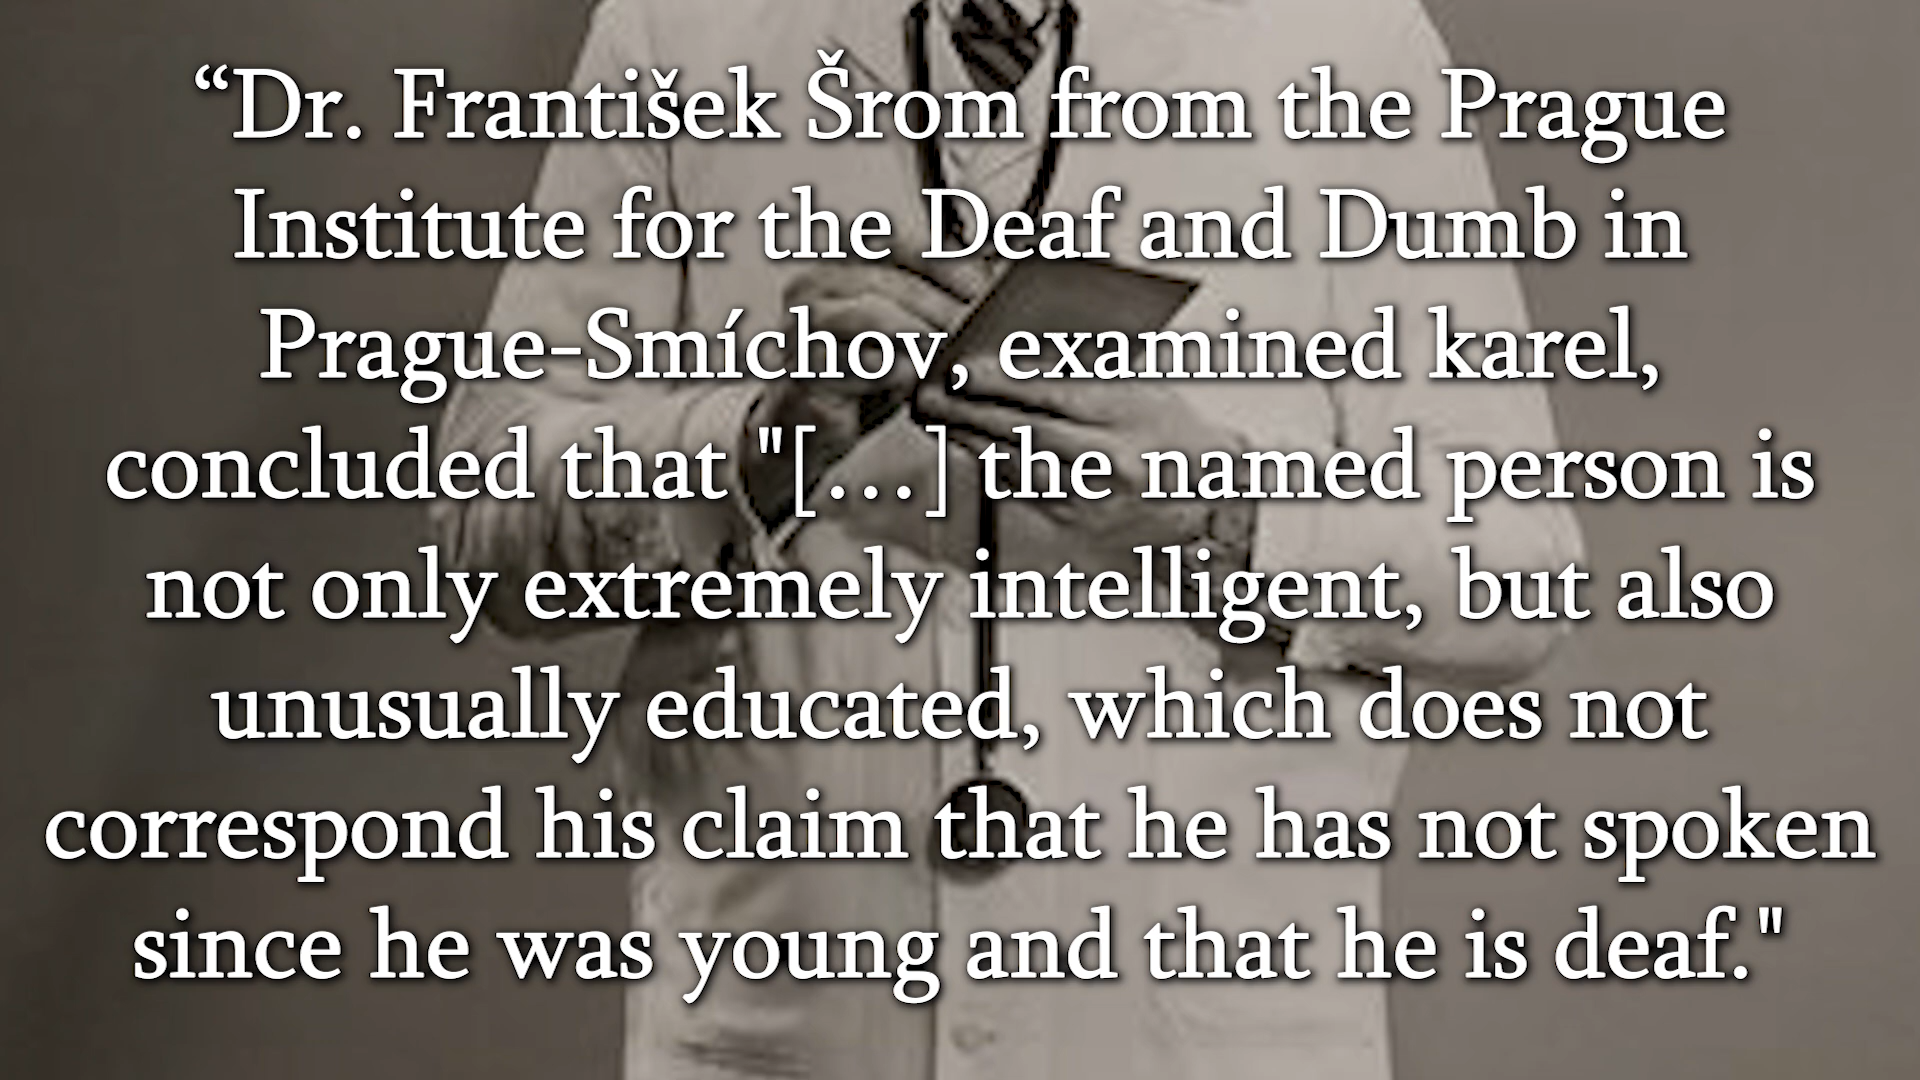 “Dr. František Šrom from the Prague
Institute for the Deaf and Dumb in
Prague-Smíchov, examined karel,
concluded that "[…] the named person is
not only extremely intelligent, but also
unusually educated, which does not
correspond his claim that he has not spoken
since he was young and that he is deaf."